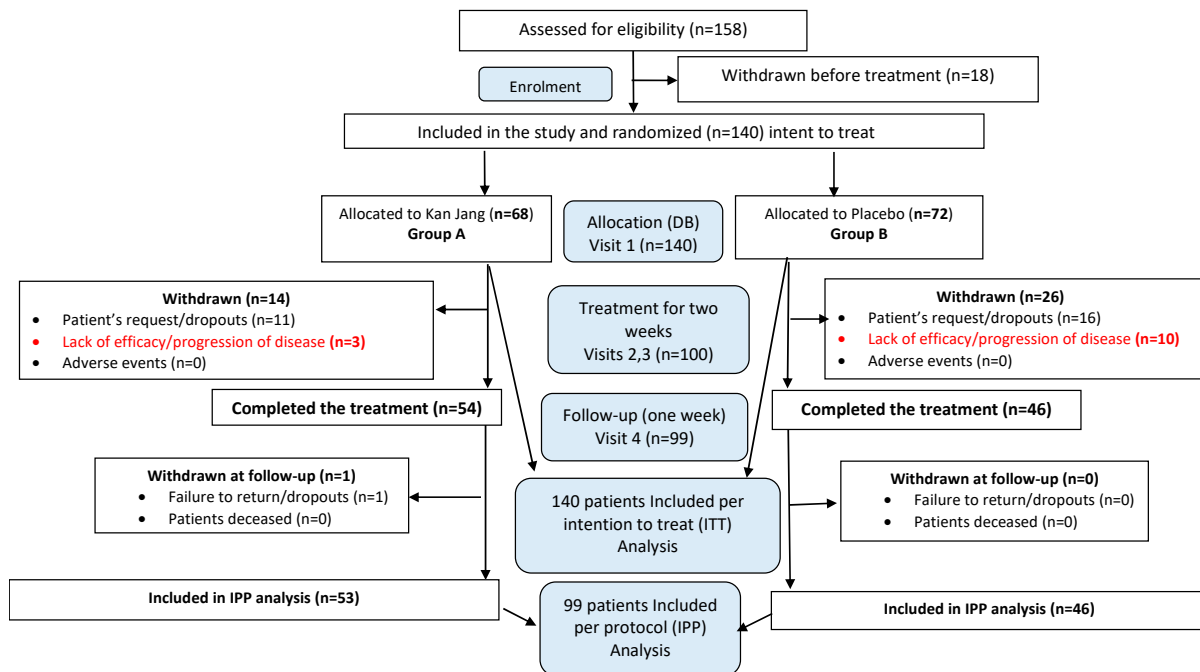 Assessed for eligibility (n=158)
Withdrawn before treatment (n=18)
Enrolment
Included in the study and randomized (n=140) intent to treat
Allocated to Kan Jang (n=68)
Group A
Allocation (DB)
Visit 1 (n=140)
Allocated to Placebo (n=72)
Group B
Withdrawn (n=14)
• Patient's request/dropouts (n=11)
• Lack of efficacy/progression of disease (n=3)
• Adverse events (n=0)
Treatment for two
weeks
Visits 2,3 (n=100)
Withdrawn (n=26)
• Patient's request/dropouts (n=16)
• Lack of efficacy/progression of disease (n=10)
• Adverse events (n=0)
Completed the treatment (n=54)
Follow-up (one week)
Visit 4 (n=99)
Completed the treatment (n=46)
Withdrawn at follow-up (n=1)
• Failure to return/dropouts (n=1)
• Patients deceased (n=0)
140 patients Included per
intention to treat (ITT)
Analysis
Withdrawn at follow-up (n=0)
• Failure to return/dropouts (n=0)
• Patients deceased (n=0)
Included in IPP analysis (n=53)
99 patients Included
per protocol (IPP)
Analysis
Included in IPP analysis (n=46)